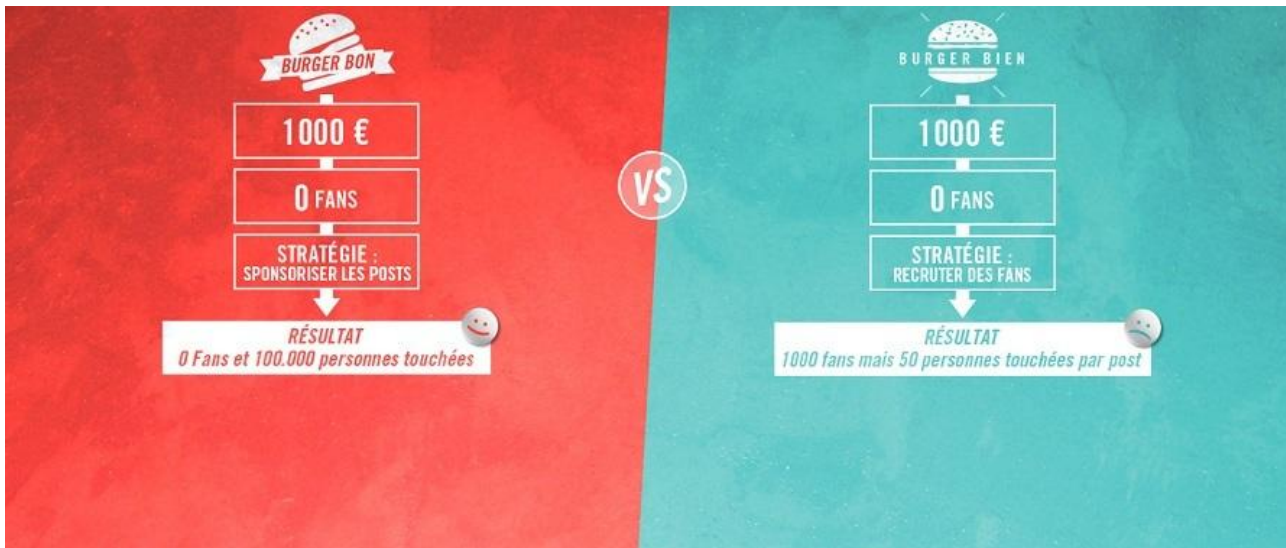 BURGER BON
1000 €
0 FANS
STRATÉGIE :
SPONSORISER LES POSTS
RÉSULTAT
0 Fans et 100.000 personnes touchées
VS
BURGER BIEN
1000 €
0 FANS
STRATÉGIE :
RECRUTER DES FANS
RÉSULTAT
1000 fans mais 50 personnes touchées par post